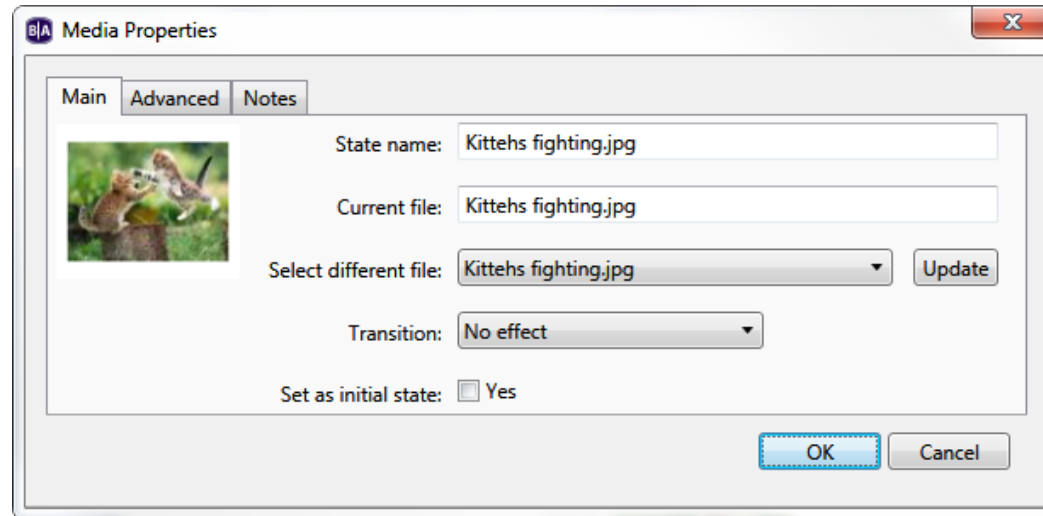 B|A Media Properties
Main Advanced Notes
State name: Kittehs fighting.jpg
Current file: Kittehs fighting.jpg
Select different file: Kittehs fighting.jpg Update
Transition: No effect
Set as initial state: Yes
OK Cancel